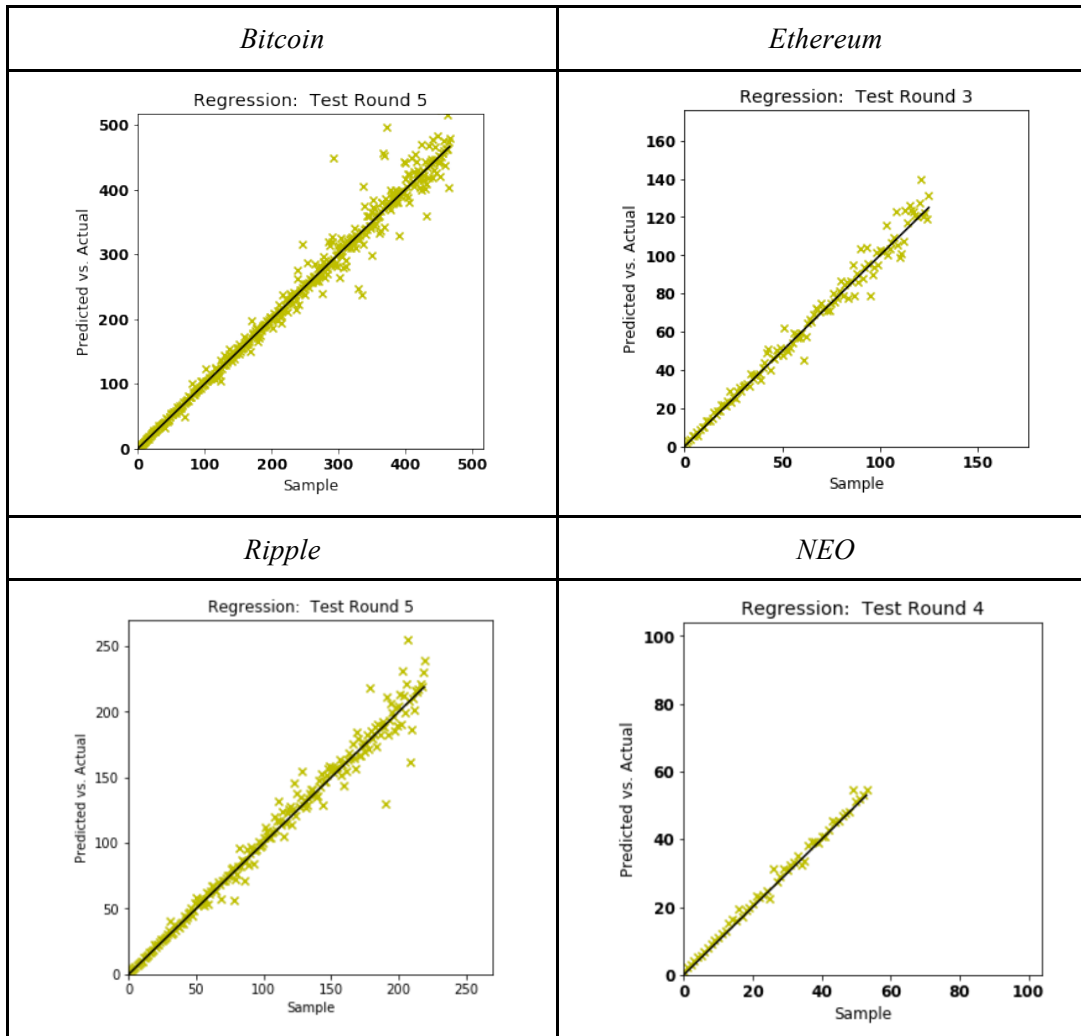 Bitcoin
Ethereum
Regression: Test Round 5
500
400
300
200
100
0
Predicted vs. Actual
0 100 200 300 400 500
Sample
Regression: Test Round 3
160
140
120
100
80
60
40
20
0
Predicted vs. Actual
0 50 100 150
Sample
Ripple
NEO
Regression: Test Round 5
250
200
150
100
50
0
Predicted vs. Actual
0 50 100 150 200 250
Sample
Regression: Test Round 4
100
80
60
40
20
0
Predicted vs. Actual
0 20 40 60 80 100
Sample